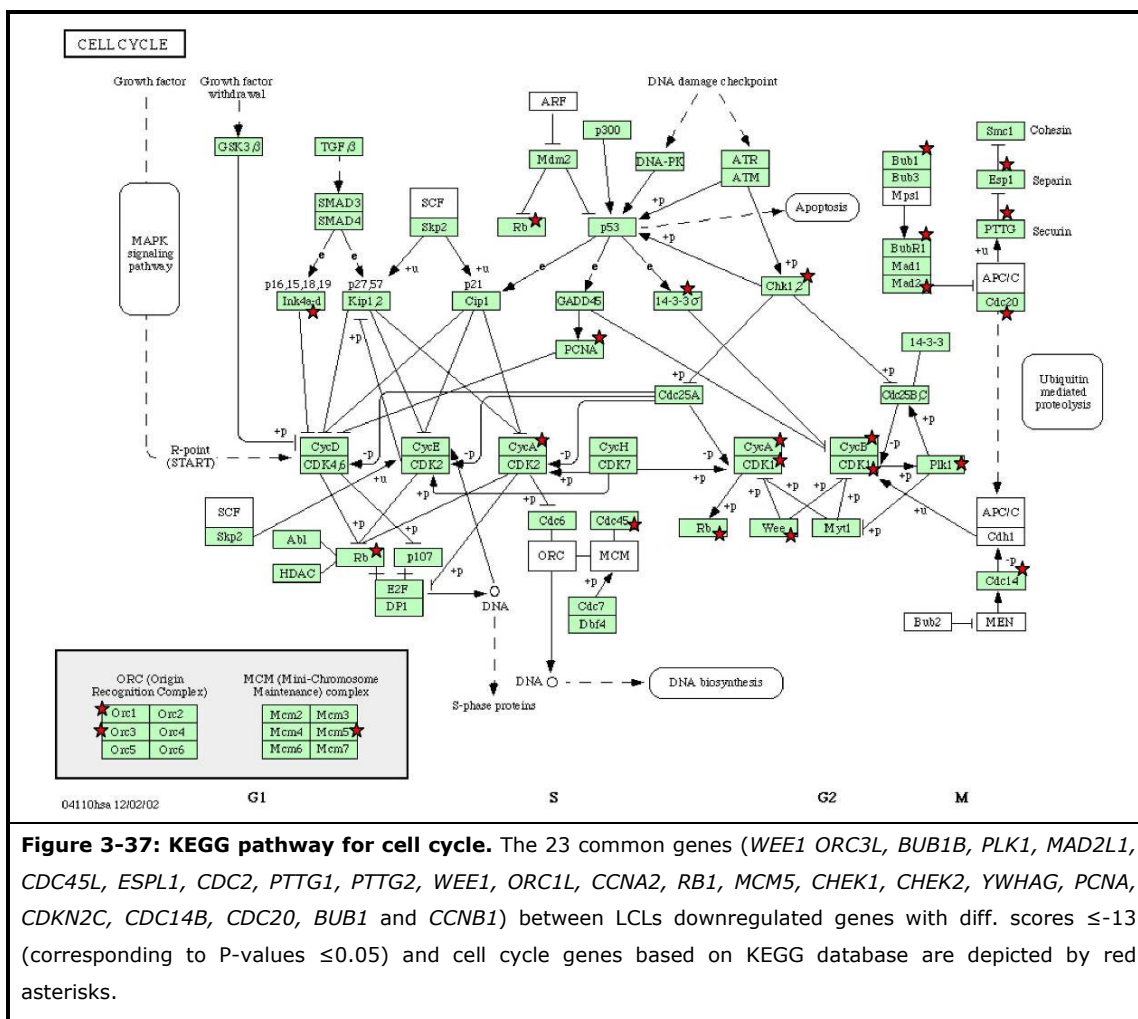 CELL CYCLE
Growth factor
Growth factor
withdrawal
DNA damage checkpoint
ARF
p300
GSK3β
TGFβ
Mdm2
DNA-PK
ATR
ATM
Bub1
Bub3
Mps1
Smc1
Cohesin
Esp1
Separin
SMAD3
SMAD4
SCF
Skp2
Rb
p53
+p
Apoptosis
PTTG
Securin
MAPK
signaling
pathway
e
e
+u
+u
e
e
e
+p
+p
BubR1
Mad1
Mad2
+u
APC/C
Cdc20
p16,15,18,19
Ink4a-d
p27,57
Kip1,2
p21
Cip1
GADD45
14-3-3σ
Chk1,2
+p
PCNA
14-3-3
+p
+p
Cdc25A
Cdc25B,C
Ubiquitin
mediated
proteolysis
R-point
(START)
+p
CycD
CDK4,6
-p
CycE
CDK2
-p
CycA
CDK2
-p
+p
CycH
CDK7
-p
+p
CycA
CDK1
CycB
CDK1
-p
+p
+p
Plk1
SCF
Skp2
+u
+p
+p
+p
+p
+p
+p
+p
+p
+u
APC/C
Cdh1
Abl
HDAC
Rb
p107
+p
Cdc6
Cdc45
Rb
Wee
Myt1
+p
ORC
MCM
-p
Cdc14
E2F
DP1
DNA
+p
Cdc7
Dbf4
Bub2
MEN
S-phase proteins
DNA
DNA biosynthesis
ORC (Origin
Recognition Complex)
MCM (Mini-Chromosome
Maintenance) complex
Orc1 Orc2
Orc3 Orc4
Orc5 Orc6
Mcm2 Mcm3
Mcm4 Mcm5
Mcm6 Mcm7
04110hsa 12/02/02
G1
S
G2
M
Figure 3-37: KEGG pathway for cell cycle. The 23 common genes (WEE1 ORC3L, BUB1B, PLK1, MAD2L1,
CDC45L, ESPL1, CDC2, PTTG1, PTTG2, WEE1, ORC1L, CCNA2, RB1, MCM5, CHEK1, CHEK2, YWHAG, PCNA,
CDKN2C, CDC14B, CDC20, BUB1 and CCNB1) between LCLs downregulated genes with diff. scores ≤-13
(corresponding to P-values ≤0.05) and cell cycle genes based on KEGG database are depicted by red
asterisks.